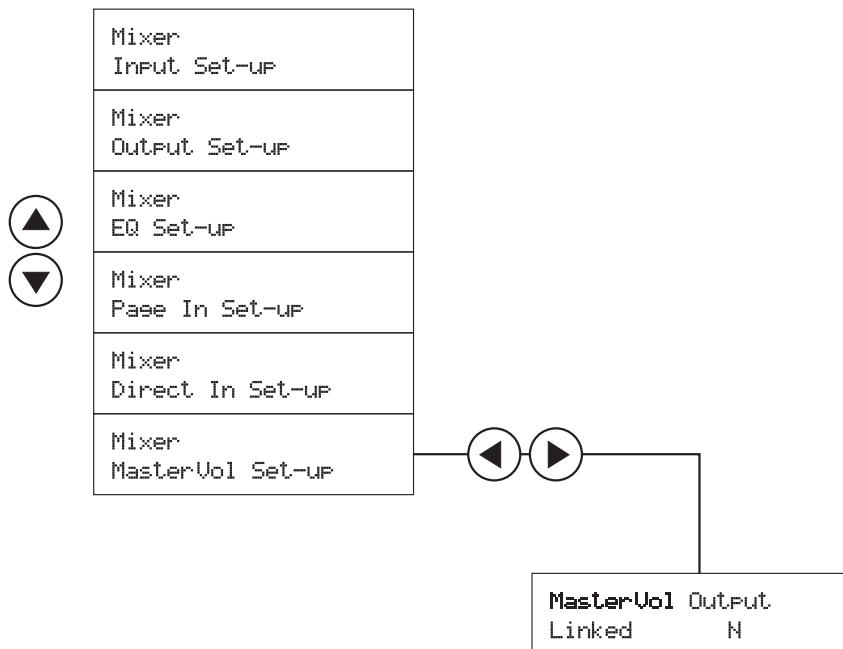 Mixer
Input Set-up
Mixer
Output Set-up
Mixer
EQ Set-up
Mixer
Page In Set-up
Mixer
Direct In Set-up
Mixer
MasterVol Set-up
MasterVol Output
Linked N